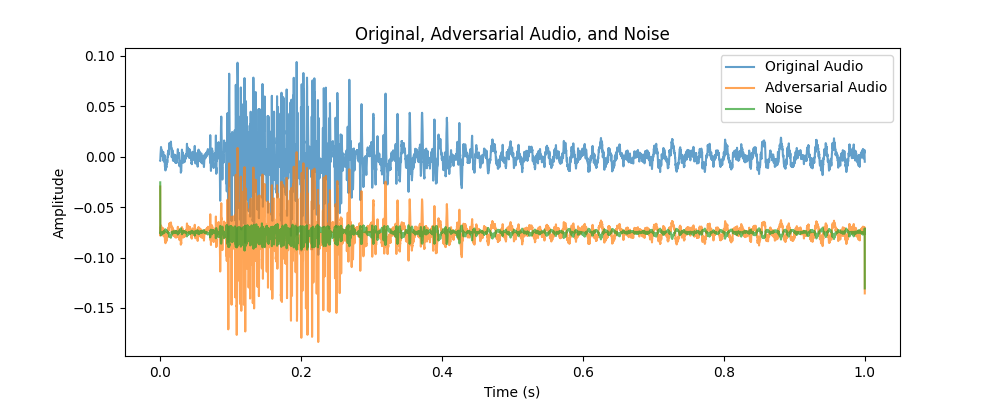 Original, Adversarial Audio, and Noise
Original Audio
Adversarial Audio
Noise
Amplitude
0.10
0.05
0.00
−0.05
−0.10
−0.15
0.0 0.2 0.4 0.6 0.8 1.0
Time (s)